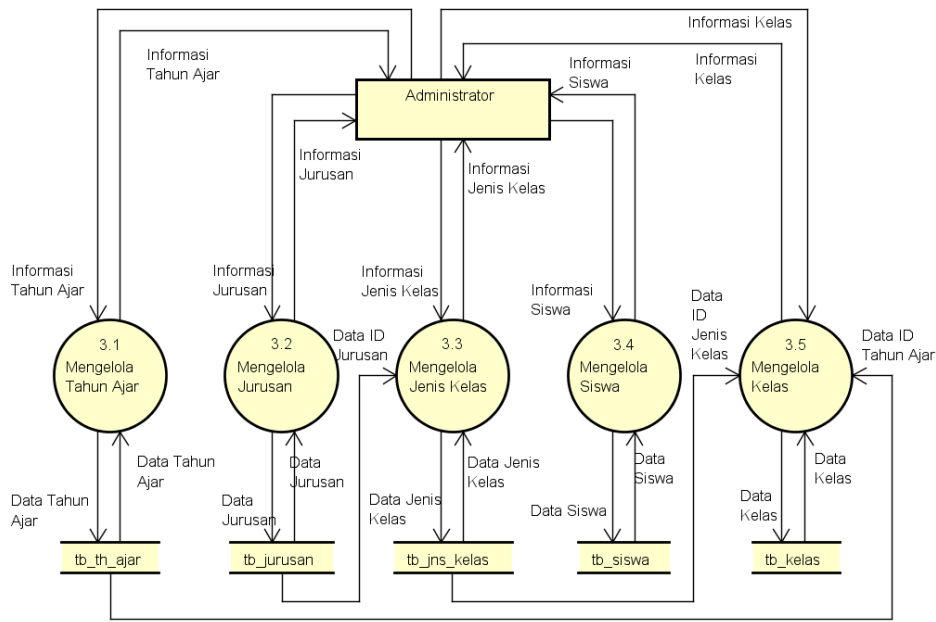 Informasi Kelas
Informasi
Tahun Ajar
Informasi
Siswa
Informasi
Kelas
Administrator
Informasi
Jurusan
Informasi
Jenis Kelas
Informasi
Tahun Ajar
Informasi
Jurusan
Informasi
Jenis Kelas
Informasi
Siswa
Data
ID
Jenis
Kelas
Data ID
Jurusan
Data ID
Tahun Ajar
3.1
Mengelola
Tahun Ajar
3.2
Mengelola
Jurusan
3.3
Mengelola
Jenis Kelas
3.4
Mengelola
Siswa
3.5
Mengelola
Kelas
Data Tahun
Ajar
Data Tahun
Ajar
Data
Jurusan
Data
Jurusan
Data Jenis
Kelas
Data Jenis
Kelas
Data Siswa
Data
Siswa
Data
Kelas
Data
Kelas
tb_th_ajar
tb_jurusan
tb_jns_kelas
tb_siswa
tb_kelas